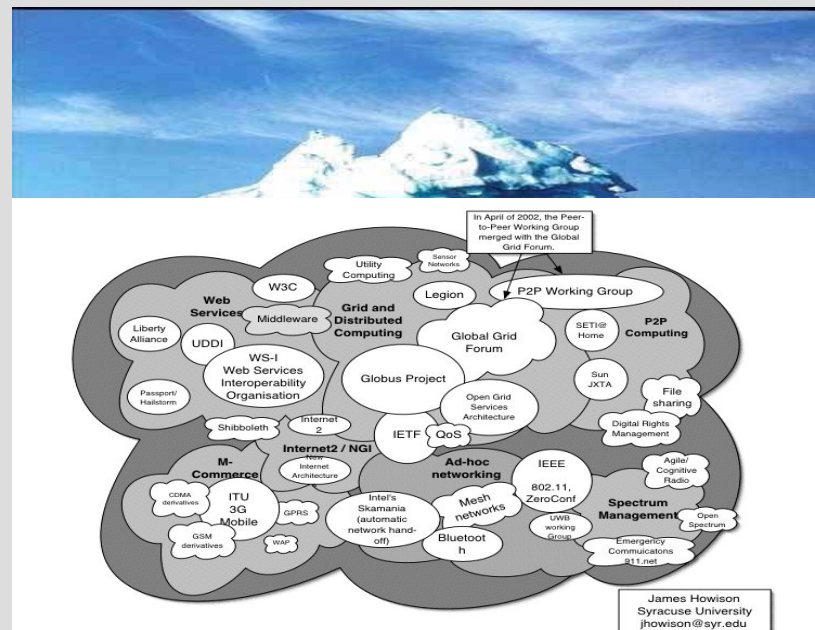 In April of 2002, the Peer-
to-Peer Working Group
merged with the Global
Grid Forum.
Sensor
Networks
Utility
Computing
W3C
Legion
P2P Working Group
Web
Services
Middleware
Grid and
Distributed
Computing
Global Grid
Forum
SETI@
Home
P2P
Computing
Liberty
Alliance
UDDI
WS-I
Web Services
Interoperability
Organisation
Globus Project
Sun
JXTA
Passport/
Hailstorm
Open Grid
Services
Architecture
File
sharing
Shibboleth
Internet
2
IETF
QoS
Digital Rights
Management
Internet2 / NGI
New
Internet
Architecture
M-
Commerce
Ad-hoc
networking
IEEE
802.11,
ZeroConf
Agile/
Cognitive
Radio
CDMA
derivatives
ITU
3G
Mobile
GPRS
Intel's
Skamania
(automatic
network hand-
off)
Mesh
networks
Spectrum
Management
Open
Spectrum
UWB
working
Group
GSM
derivatives
WAP
Bluetoot
h
Emergency
Commuicatons
911.net
James Howison
Syracuse University
jhowison@syr.edu